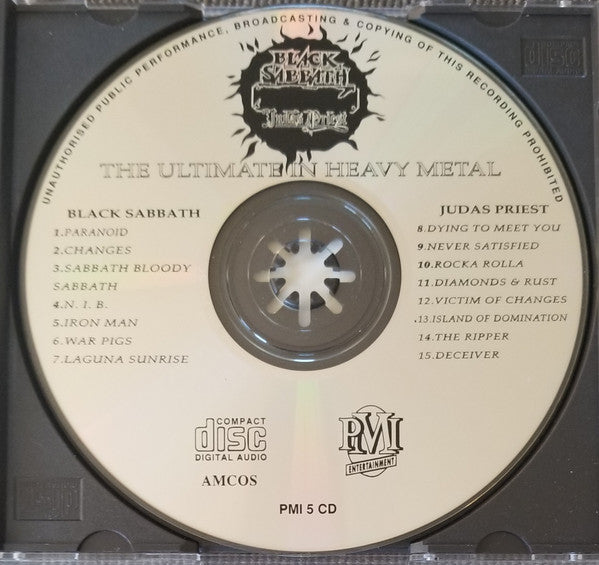 UNAUTHORISED PUBLIC PERFORMANCE, BROADCASTING & COPYING OF THIS RECORDING PROHIBITED
BLACK
SABBATH
Judas Priest
THE ULTIMATE IN HEAVY METAL
BLACK SABBATH
1.PARANOID
2.CHANGES
3.SABBATH BLOODY
SABBATH
4.N. I. B.
5.IRON MAN
6.WAR PIGS
7.LAGUNA SUNRISE
JUDAS PRIEST
8.DYING TO MEET YOU
9.NEVER SATISFIED
10.ROCKA ROLLA
11.DIAMONDS & RUST
12.VICTIM OF CHANGES
.13.ISLAND OF DOMINATION
14.THE RIPPER
15.DECEIVER
COMPACT
disc
DIGITAL AUDIO
AMCOS
PMI
ENTERTAINMENT
PMI 5 CD